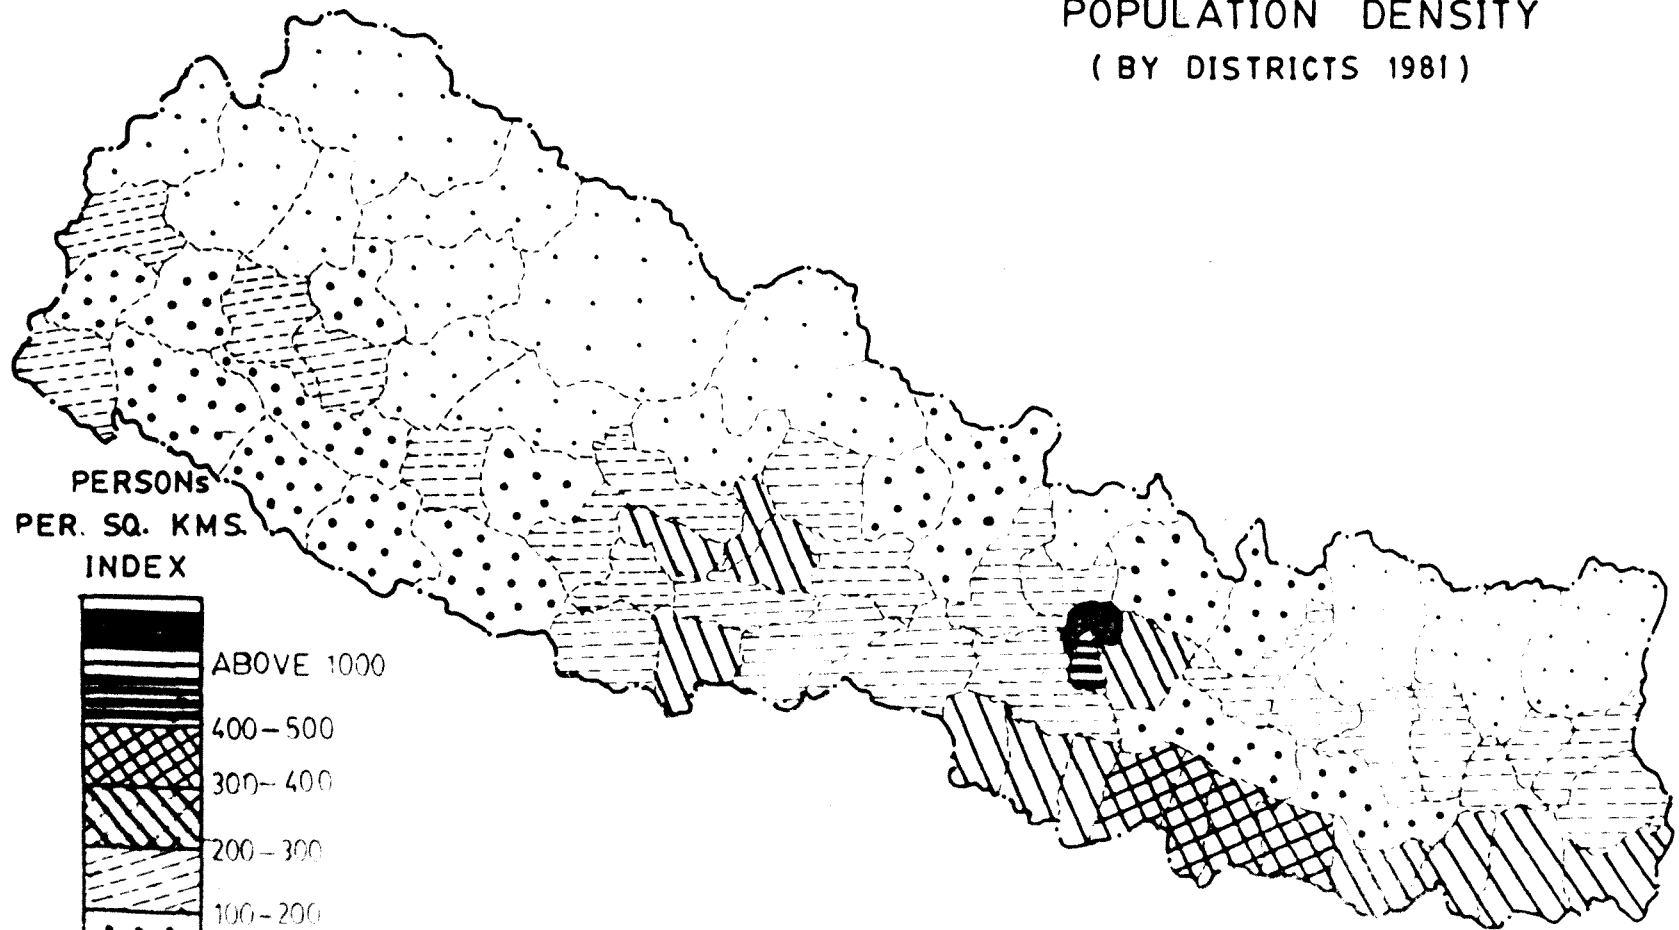 POPULATION DENSITY
( BY DISTRICTS 1981 )
PERSONs
PER. SQ. KMS.
INDEX
ABOVE 1000
400-500
300-400
200-300
100-200